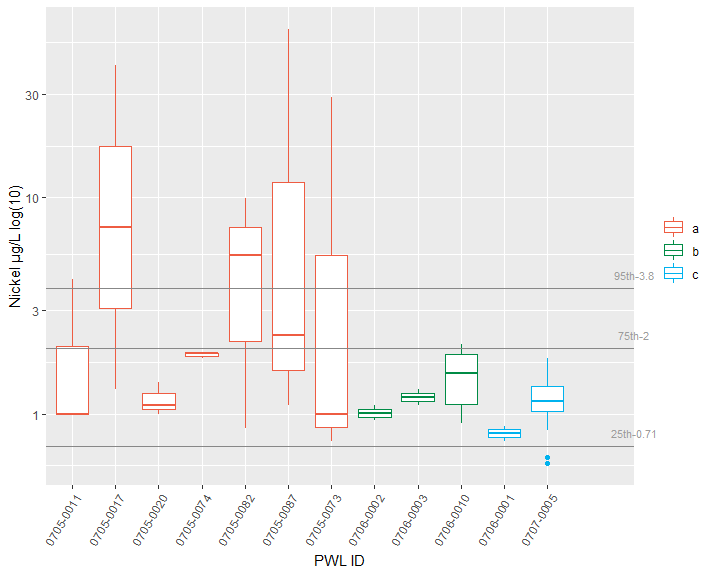 30
10
3
1
Nickel µg/L log(10)
95th-3.8
75th-2
25th-0.71
a
b
c
0705-0011
0705-0017
0705-0020
0705-0074
0705-0082
0705-0087
0705-0073
0706-0002
0706-0003
0706-0010
0706-0001
0707-0005
PWL ID